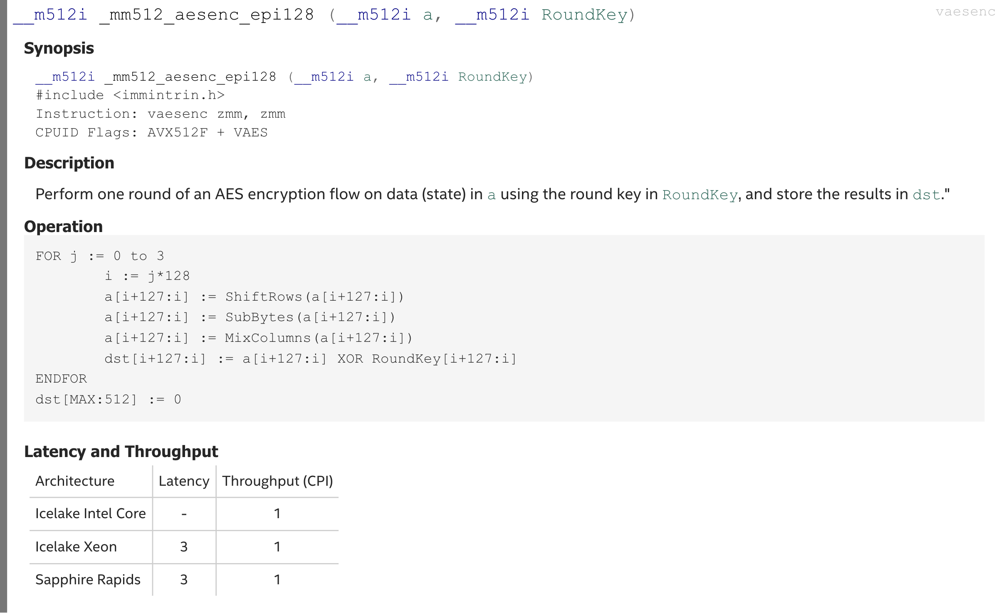 __m512i _mm512_aesenc_epi128 (__m512i a, __m512i RoundKey) vaesenc
Synopsis
__m512i _mm512_aesenc_epi128 (__m512i a, __m512i RoundKey)
#include <immintrin.h>
Instruction: vaesenc zmm, zmm
CPUID Flags: AVX512F + VAES
Description
Perform one round of an AES encryption flow on data (state) in a using the round key in RoundKey, and store the results in dst."
Operation
FOR j := 0 to 3
i := j*128
a[i+127:i] := ShiftRows(a[i+127:i])
a[i+127:i] := SubBytes(a[i+127:i])
a[i+127:i] := MixColumns(a[i+127:i])
dst[i+127:i] := a[i+127:i] XOR RoundKey[i+127:i]
ENDFOR
dst[MAX:512] := 0
Latency and Throughput
Architecture Latency Throughput (CPI)
Icelake Intel Core - 1
Icelake Xeon 3 1
Sapphire Rapids 3 1